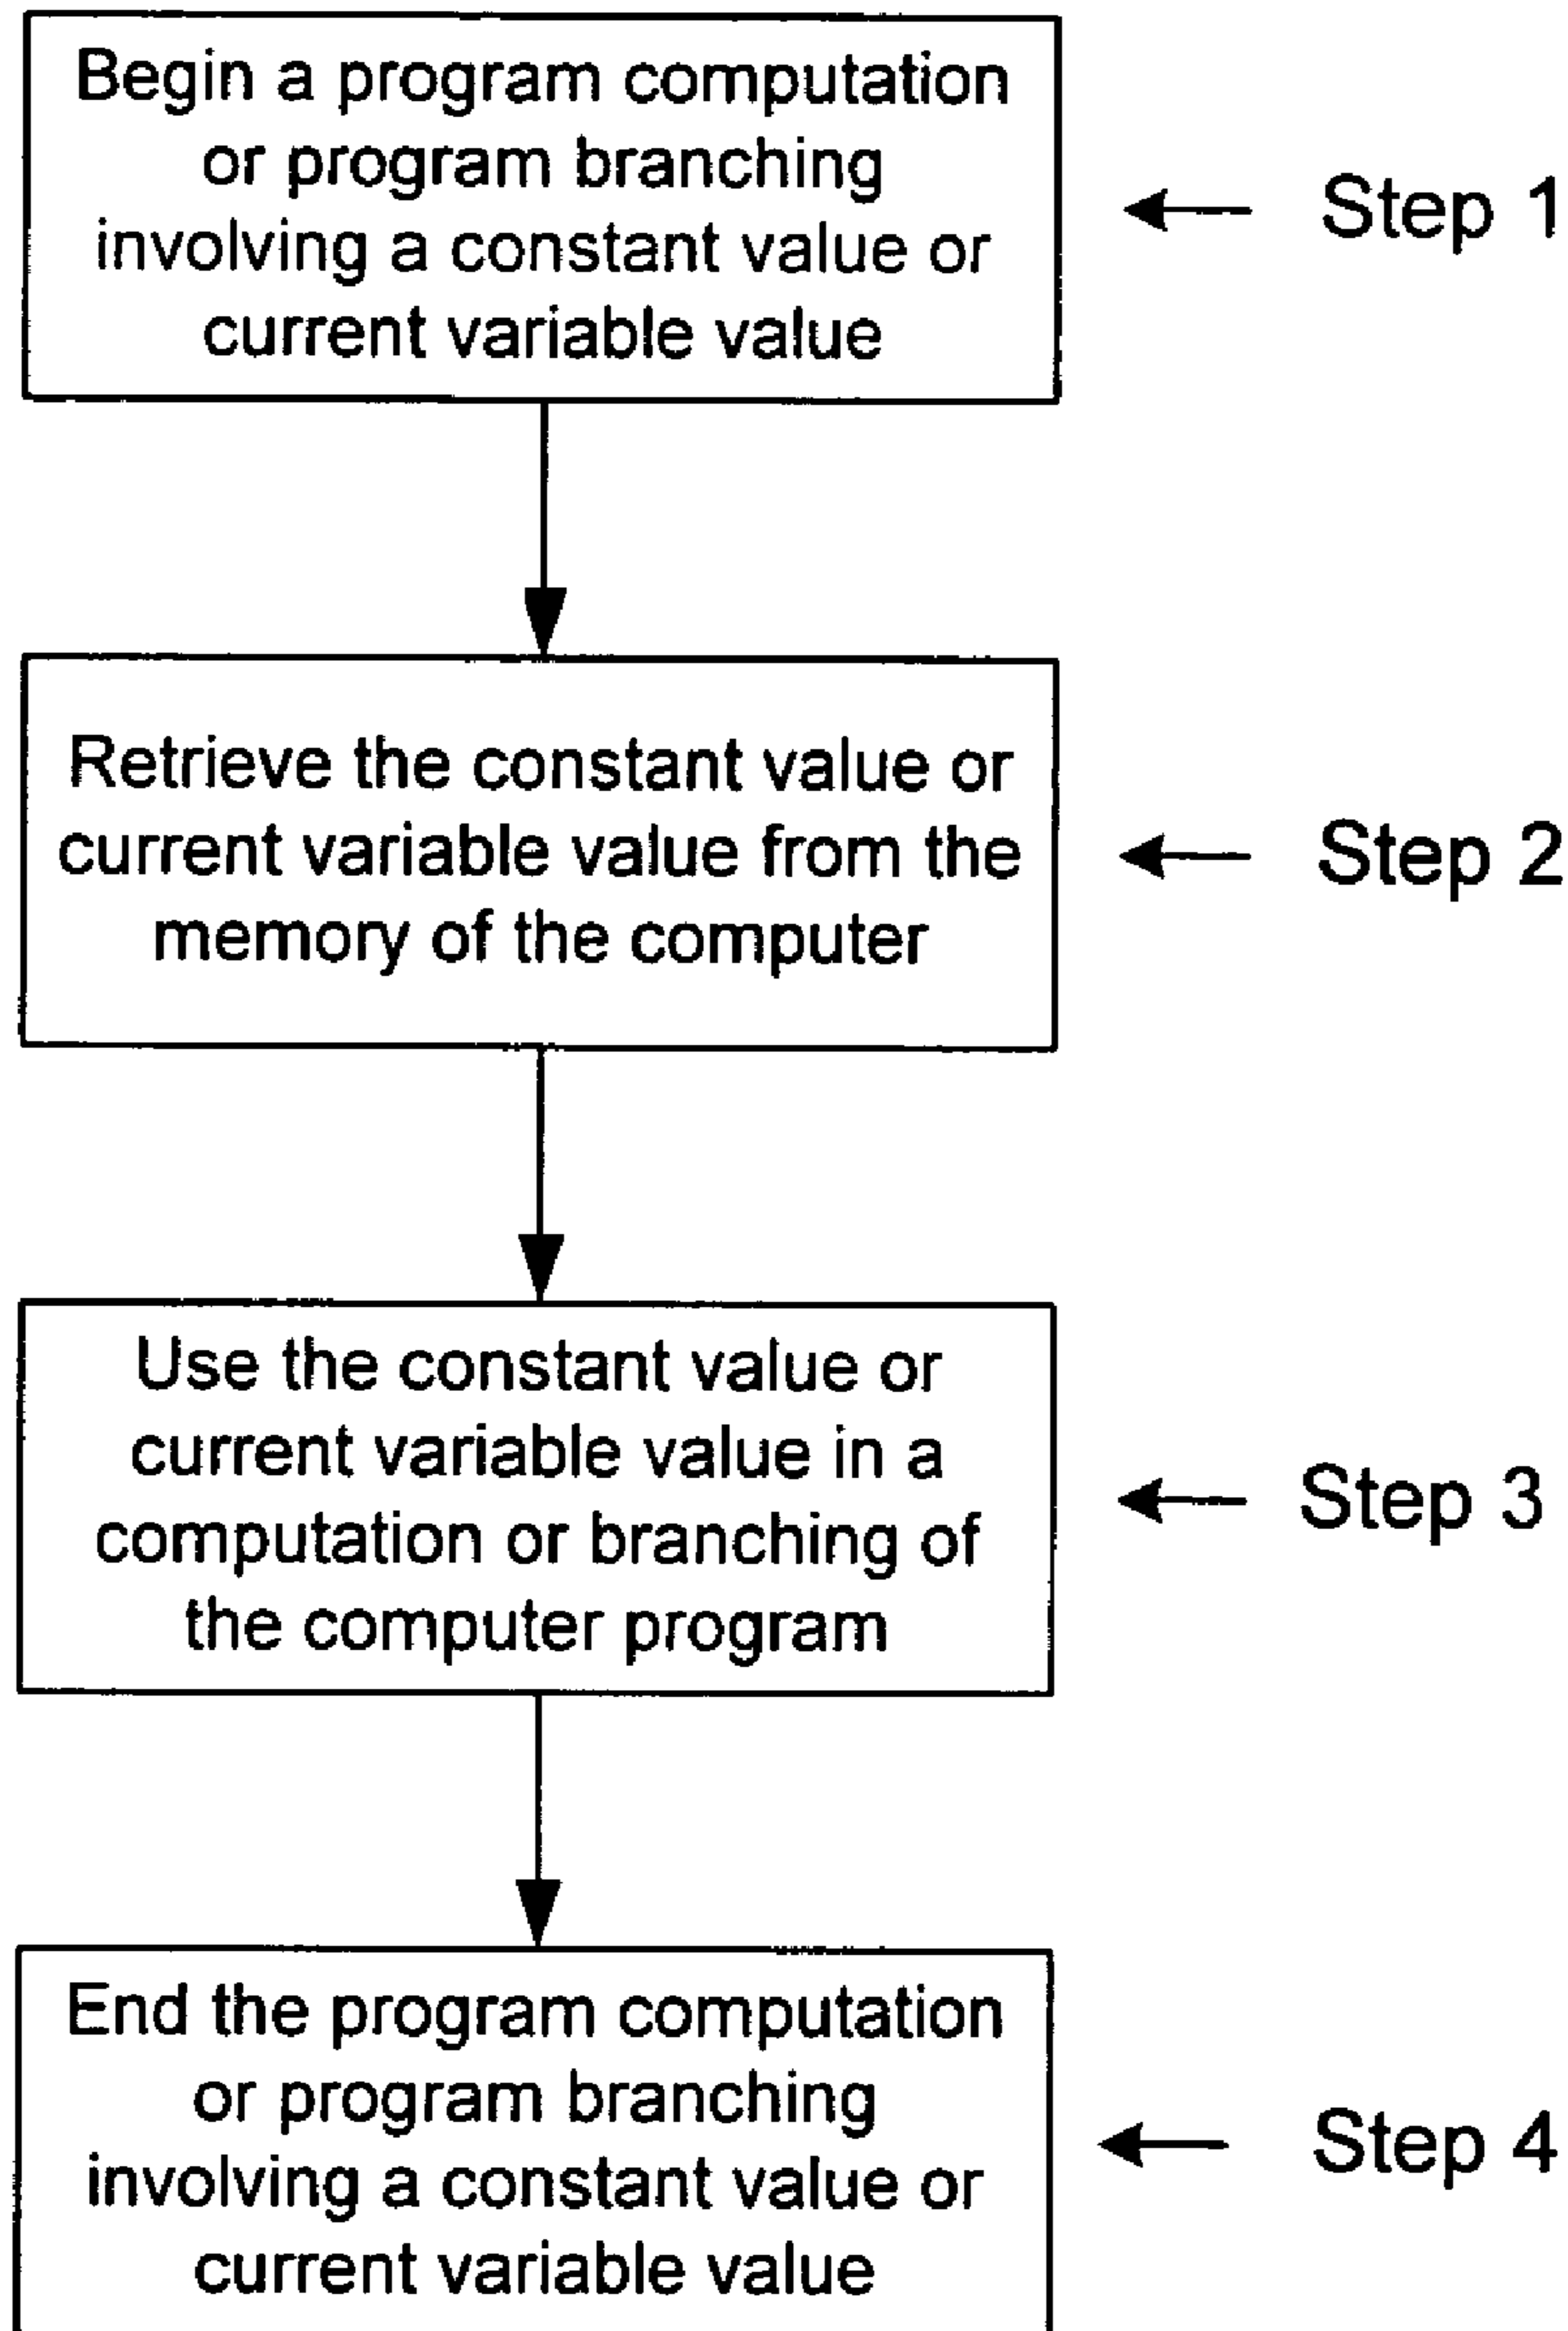 Begin a program computation
or program branching
involving a constant value or
current variable value
Step 1
Retrieve the constant value or
current variable value from the
memory of the computer
Step 2
Use the constant value or
current variable value in a
computation or branching of
the computer program
Step 3
End the program computation
or program branching
involving a constant value or
current variable value
Step 4